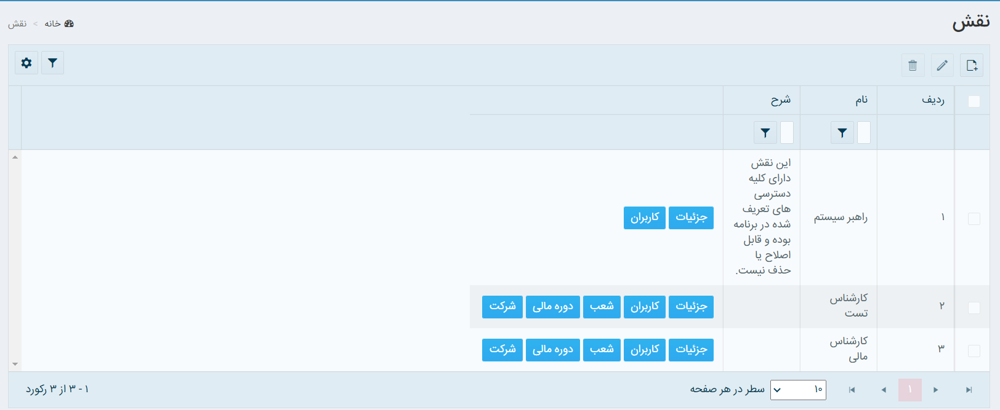 نقش
خانه > نقش
ردیف نام شرح
۱ راهبر سیستم
این نقش
دارای کلیه
دسترسی
های تعریف
شده در برنامه
بوده و قابل
اصلاح یا
حذف نیست.
جزئیات کاربران
۲ کارشناس
تست
جزئیات کاربران شعب دوره مالی شرکت
۳ کارشناس
مالی
جزئیات کاربران شعب دوره مالی شرکت
۱ ۱۰ سطر در هر صفحه ۱ - ۳ از ۳ رکورد